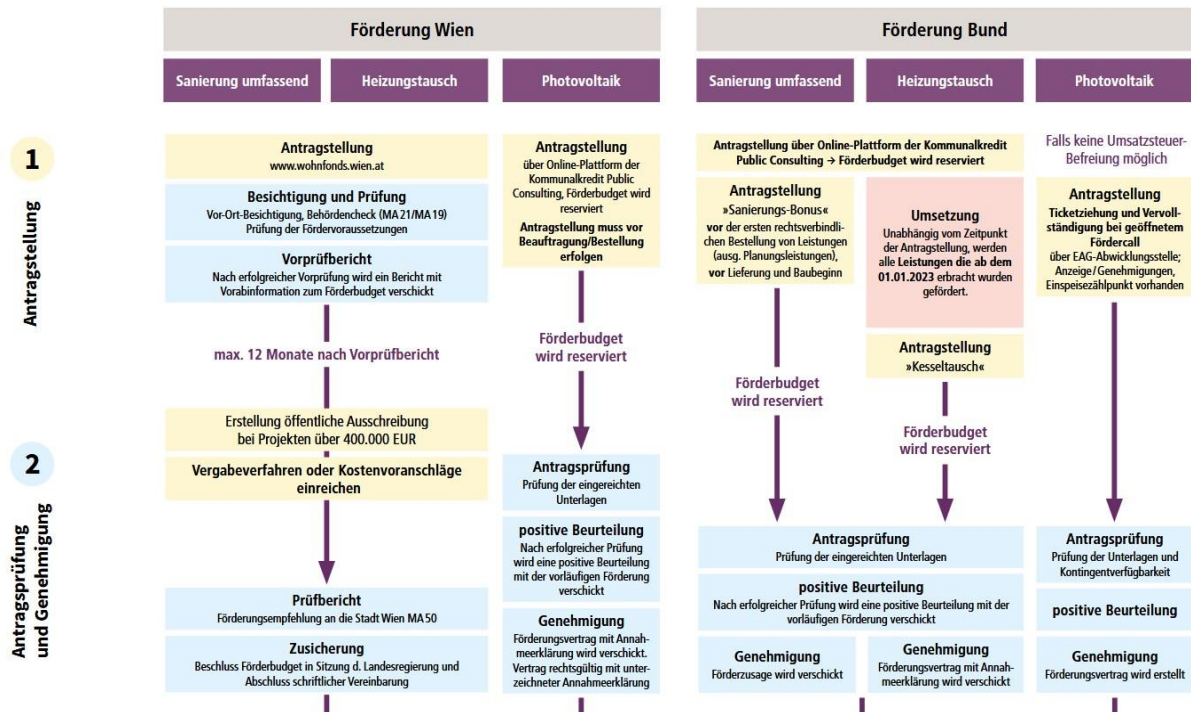 Förderung Wien
Förderung Bund
Sanierung umfassend
Heizungstausch
Photovoltaik
Sanierung umfassend
Heizungstausch
Photovoltaik
1
Antragstellung
Antragstellung
www.wohnfonds.wien.at
Besichtigung und Prüfung
Vor-Ort-Besichtigung, Behördencheck (MA 21/MA 19)
Prüfung der Fördervoraussetzungen
Vorprüfbericht
Nach erfolgreicher Vorprüfung wird ein Bericht mit
Vorabinformation zum Förderbudget verschickt
max. 12 Monate nach Vorprüfbericht
Erstellung öffentliche Ausschreibung
bei Projekten über 400.000 EUR
Vergabeverfahren oder Kostenvoranschläge
einreichen
Antragstellung
über Online-Plattform der
Kommunalkredit Public
Consulting, Förderbudget wird
reserviert
Antragstellung muss vor
Beauftragung/Bestellung
erfolgen
Förderbudget
wird reserviert
Antragstellung über Online-Plattform der Kommunalkredit
Public Consulting → Förderbudget wird reserviert
Antragstellung
»Sanierungs-Bonus«
vor der ersten rechtsverbind-
lichen Bestellung von Leistungen
(ausg. Planungsleistungen),
vor Lieferung und Baubeginn
Förderbudget
wird reserviert
Umsetzung
Unabhängig vom Zeitpunkt
der Antragstellung, werden
alle Leistungen die ab dem
01.01.2023 erbracht wurden
gefördert.
Antragstellung
»Kesseltausch«
Förderbudget
wird reserviert
Falls keine Umsatzsteuer-
Befreiung möglich
Antragstellung
Ticketziehung und Vervoll-
ständigung bei geöffnetem
Fördercall
über EAG-Abwicklungsstelle;
Anzeige/Genehmigungen,
Einspeisezählpunkt vorhanden
2
Antragsprüfung
und Genehmigung
Prüfbericht
Förderungsempfehlung an die Stadt Wien MA 50
Zusicherung
Beschluss Förderbudget in Sitzung d. Landesregierung und
Abschluss schriftlicher Vereinbarung
Antragsprüfung
Prüfung der eingereichten
Unterlagen
positive Beurteilung
Nach erfolgreicher Prüfung
wird eine positive Beurteilung
mit der vorläufigen Förderung
verschickt
Genehmigung
Förderungsvertrag mit Annah-
meerklärung wird verschickt.
Vertrag rechtsgültig mit unter-
zeichneter Annahmeerklärung
Antragsprüfung
Prüfung der eingereichten Unterlagen
positive Beurteilung
Nach erfolgreicher Prüfung wird eine positive Beurteilung mit der
vorläufigen Förderung verschickt
Genehmigung
Förderzusage wird verschickt
Genehmigung
Förderungsvertrag mit Annah-
meerklärung wird verschickt
Antragsprüfung
Prüfung der Unterlagen und
Kontingentverfügbarkeit
positive Beurteilung
Genehmigung
Förderungsvertrag wird erstellt